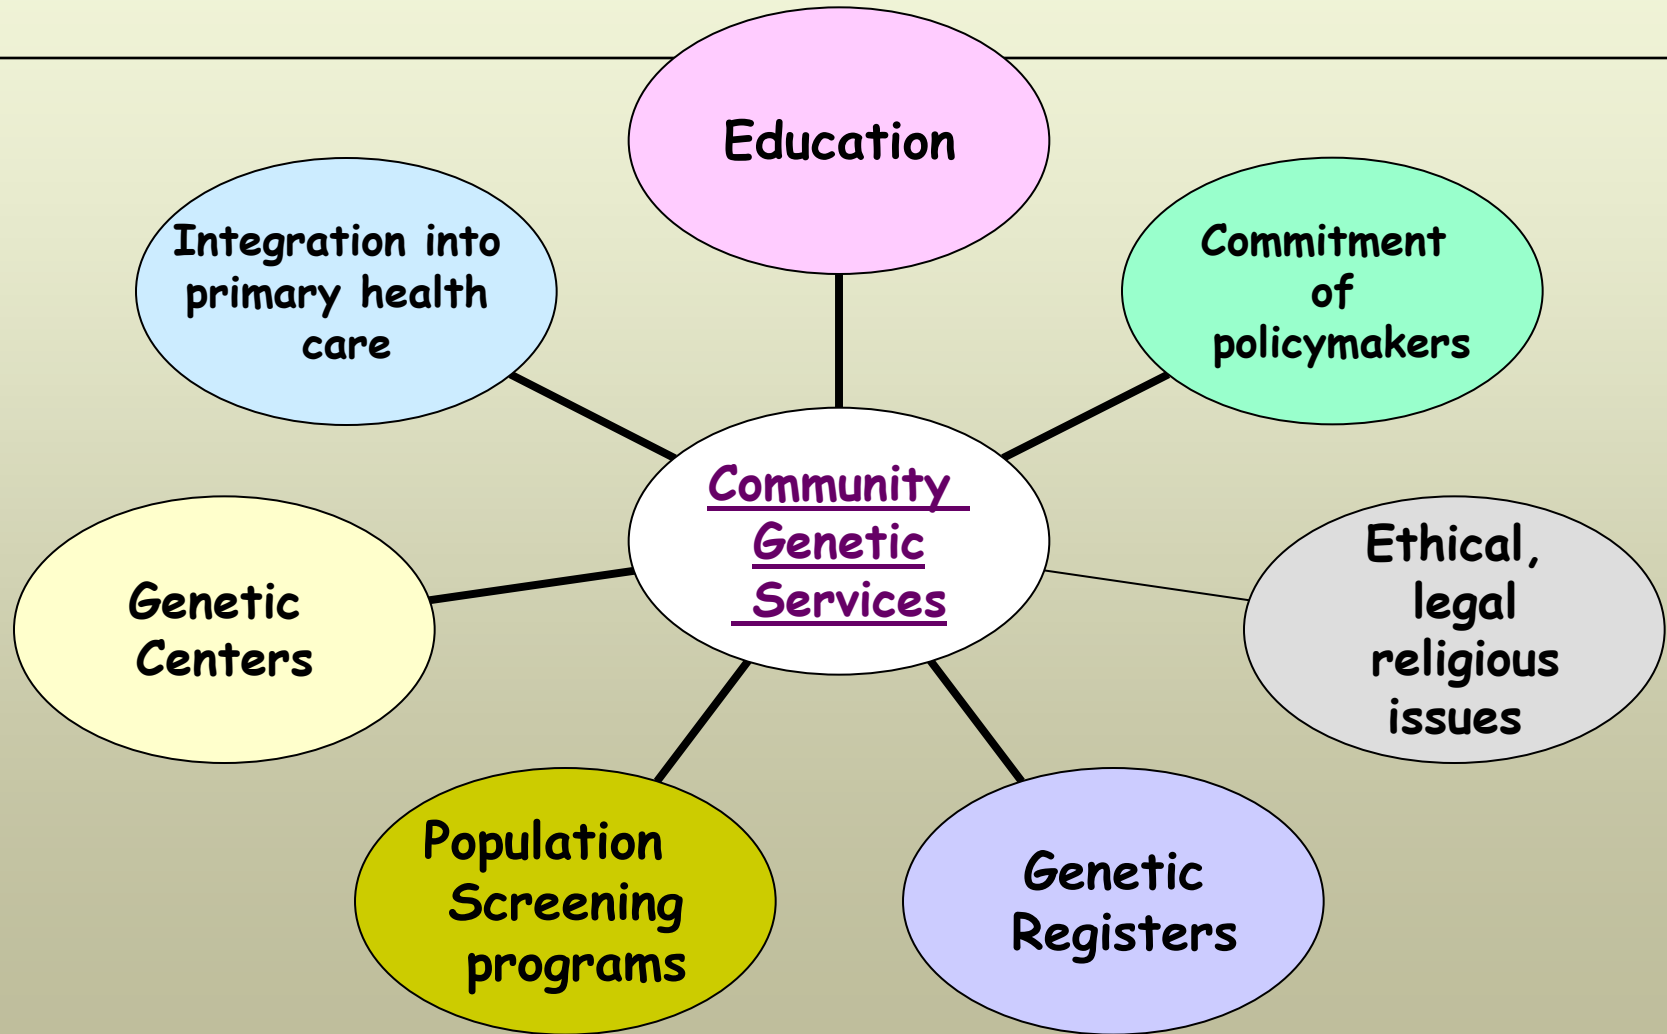 Education
Integration into
primary health
care
Commitment
of
policymakers
Community
Genetic
Services
Ethical,
legal
religious
issues
Genetic
Centers
Population
Screening
programs
Genetic
Registers